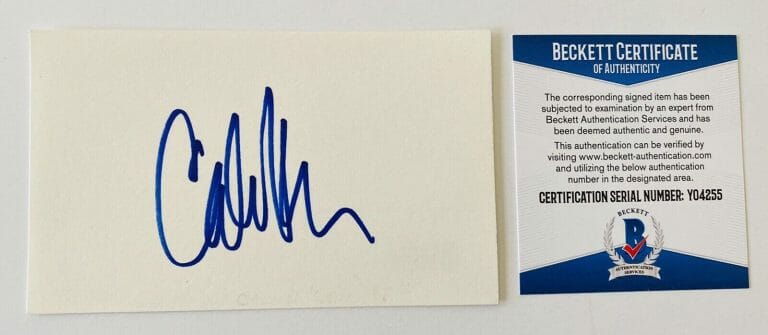 BECKETT CERTIFICATE
OF AUTHENTICITY
The corresponding signed item has been
subjected to examination by an expert from
Beckett Authentication Services and has
been deemed authentic and genuine.
This authentication can be verified by
visiting www.beckett-authentication.com
and utilizing the below authentication
number in the designated area.
CERTIFICATION SERIAL NUMBER: Y04255
BECKETT
B
AUTHENTICATION
SERVICES